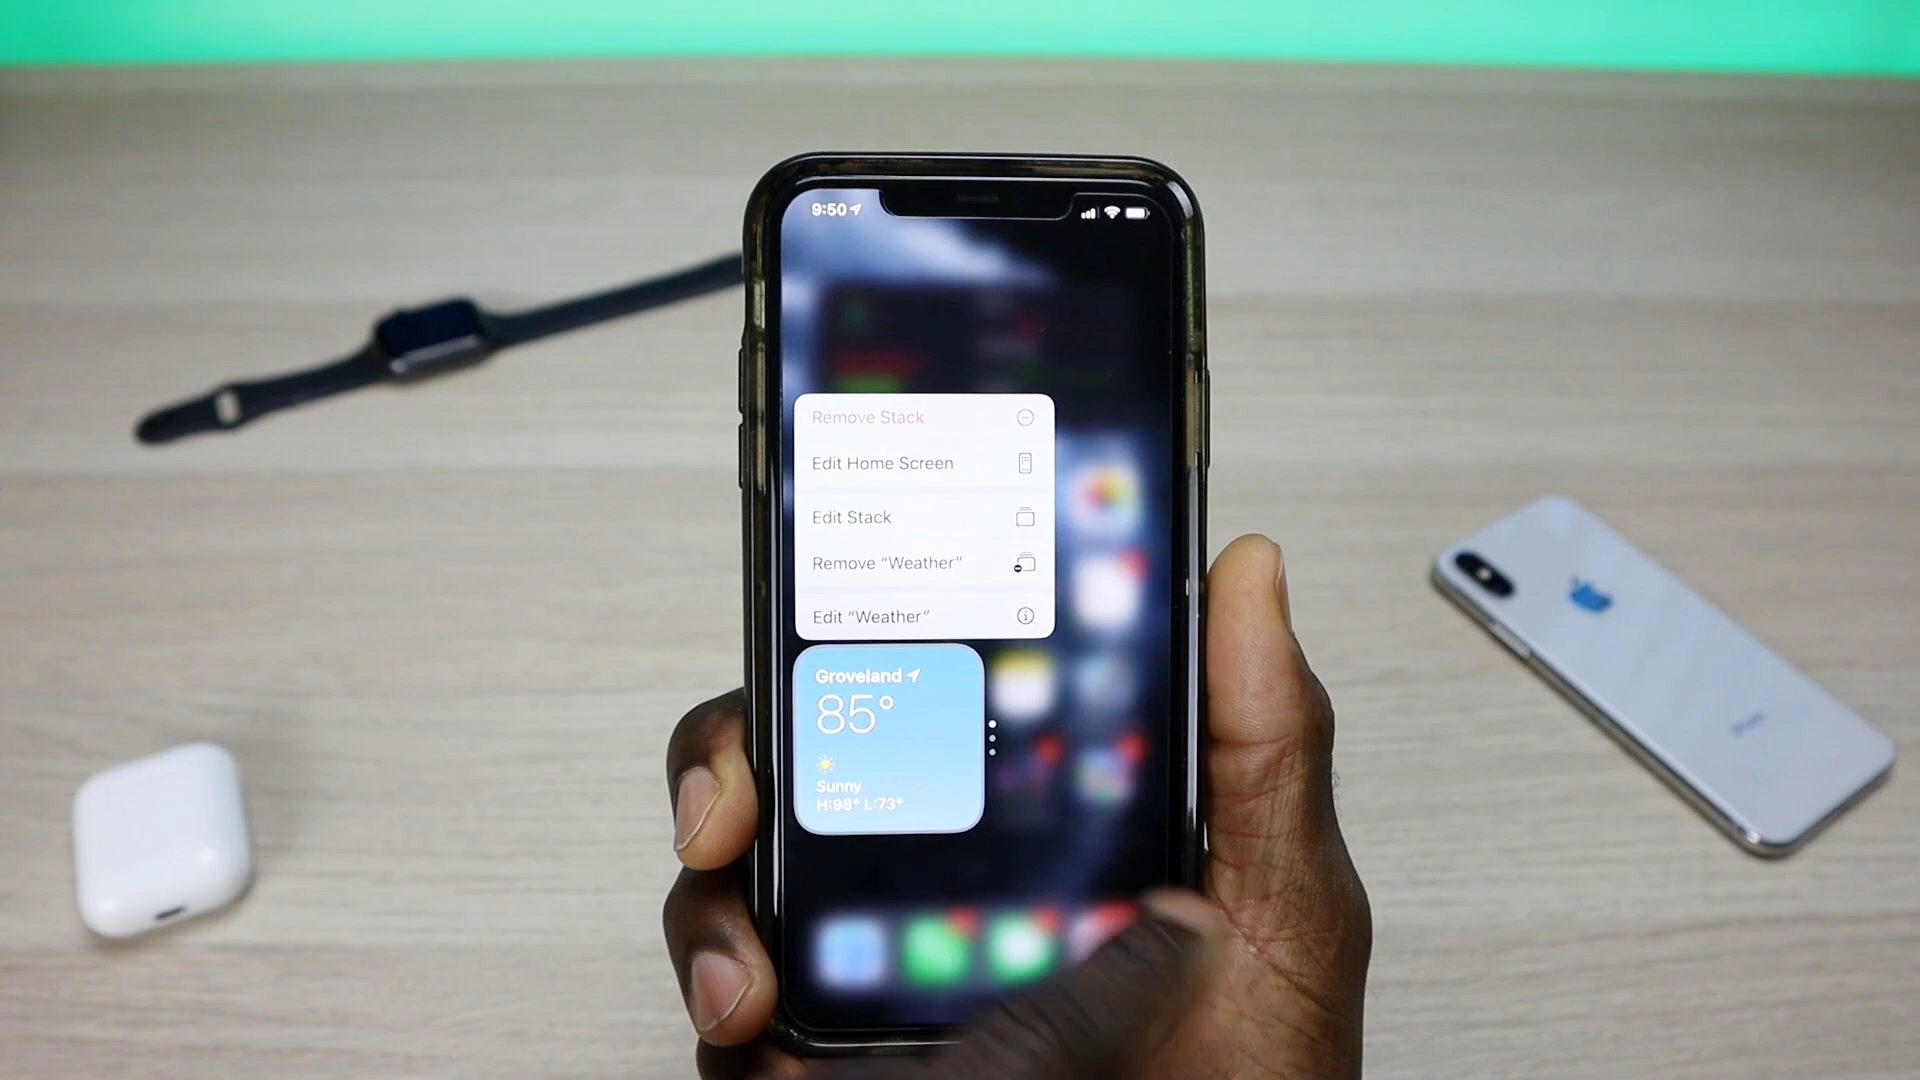 9:50
Remove Stack
Edit Home Screen
Edit Stack
Remove “Weather”
Edit “Weather”
Groveland
85°
Sunny
H:98° L:73°